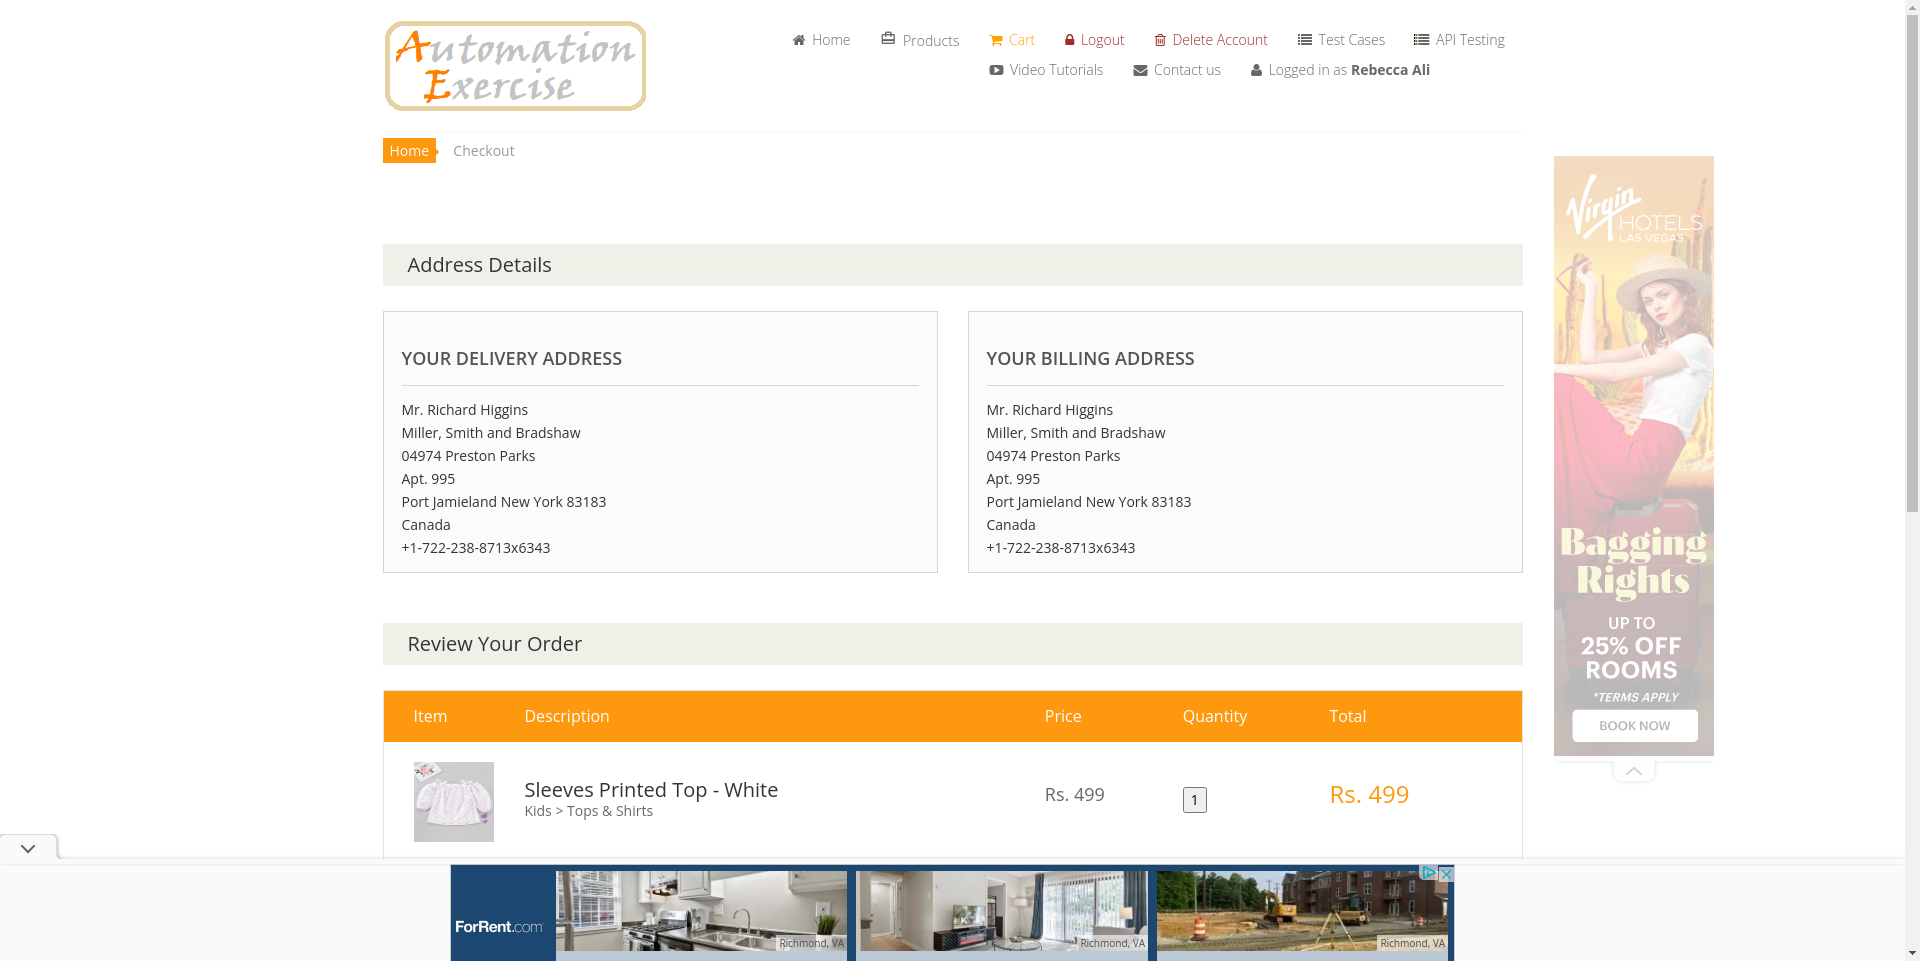 Automation
Exercise
Home
Products
Cart
Logout
Delete Account
Test Cases
API Testing
Video Tutorials
Contact us
Logged in as Rebecca Ali
Home
Checkout
Address Details
YOUR DELIVERY ADDRESS
Mr. Richard Higgins
Miller, Smith and Bradshaw
04974 Preston Parks
Apt. 995
Port Jamieland New York 83183
Canada
+1-722-238-8713x6343
YOUR BILLING ADDRESS
Mr. Richard Higgins
Miller, Smith and Bradshaw
04974 Preston Parks
Apt. 995
Port Jamieland New York 83183
Canada
+1-722-238-8713x6343
Review Your Order
Item Description Price Quantity Total
Sleeves Printed Top - White
Kids > Tops & Shirts
Rs. 499
1
Rs. 499
Virgin
HOTELS
LAS VEGAS
Bagging
Rights
UP TO
25% OFF
ROOMS
*TERMS APPLY
BOOK NOW
ForRent.com
Richmond, VA
Richmond, VA
Richmond, VA